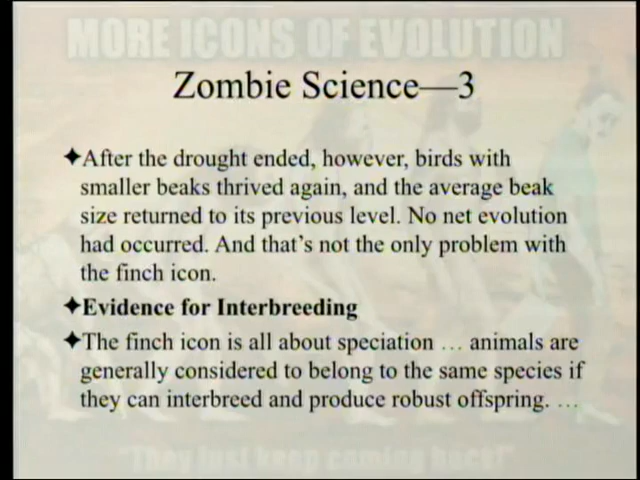 MORE ICONS OF EVOLUTION
Zombie Science—3
✦After the drought ended, however, birds with
smaller beaks thrived again, and the average beak
size returned to its previous level. No net evolution
had occurred. And that's not the only problem with
the finch icon.
✦Evidence for Interbreeding
✦The finch icon is all about speciation … animals are
generally considered to belong to the same species if
they can interbreed and produce robust offspring. …
"They just keep coming back!"